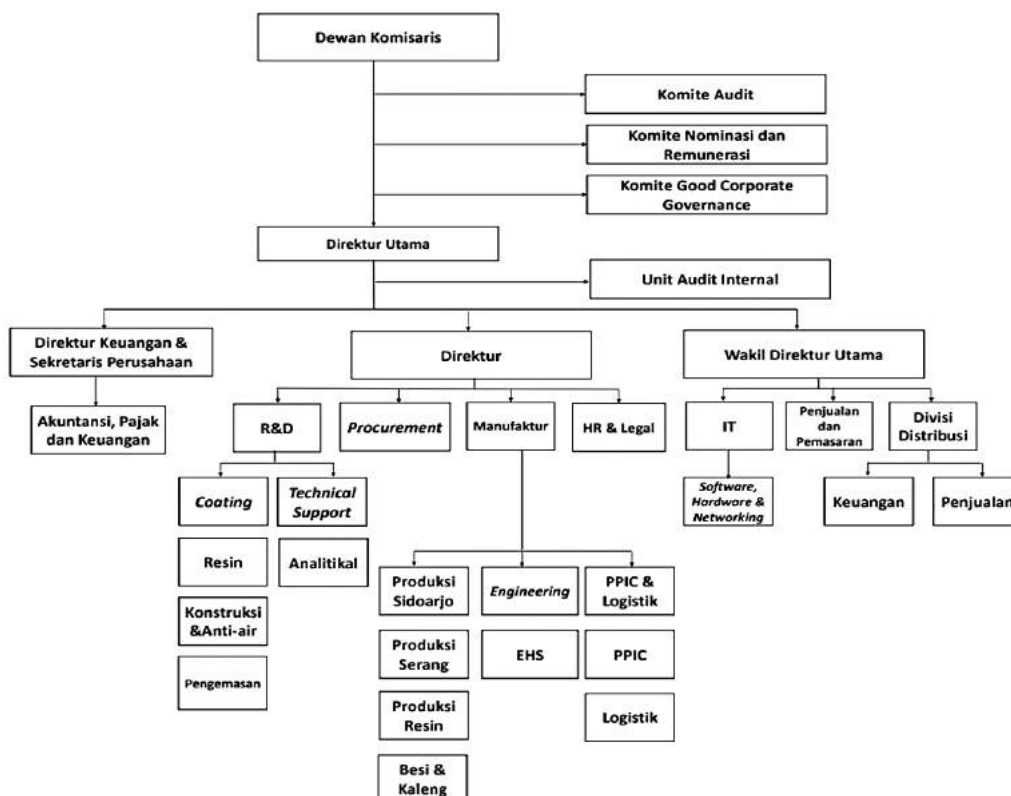 Dewan Komisaris
Komite Audit
Komite Nominasi dan
Remunerasi
Komite Good Corporate
Governance
Direktur Utama
Unit Audit Internal
Direktur Keuangan &
Sekretaris Perusahaan
Direktur
Wakil Direktur Utama
Akuntansi, Pajak
dan Keuangan
R&D
Procurement
Manufaktur
HR & Legal
IT
Penjualan
dan
Pemasaran
Divisi
Distribusi
Coating
Technical
Support
Software,
Hardware &
Networking
Keuangan
Penjualan
Resin
Analitikal
Konstruksi
&Anti-air
Pengemasan
Produksi
Sidoarjo
Engineering
PPIC &
Logistik
Produksi
Serang
EHS
PPIC
Produksi
Resin
Logistik
Besi &
Kaleng